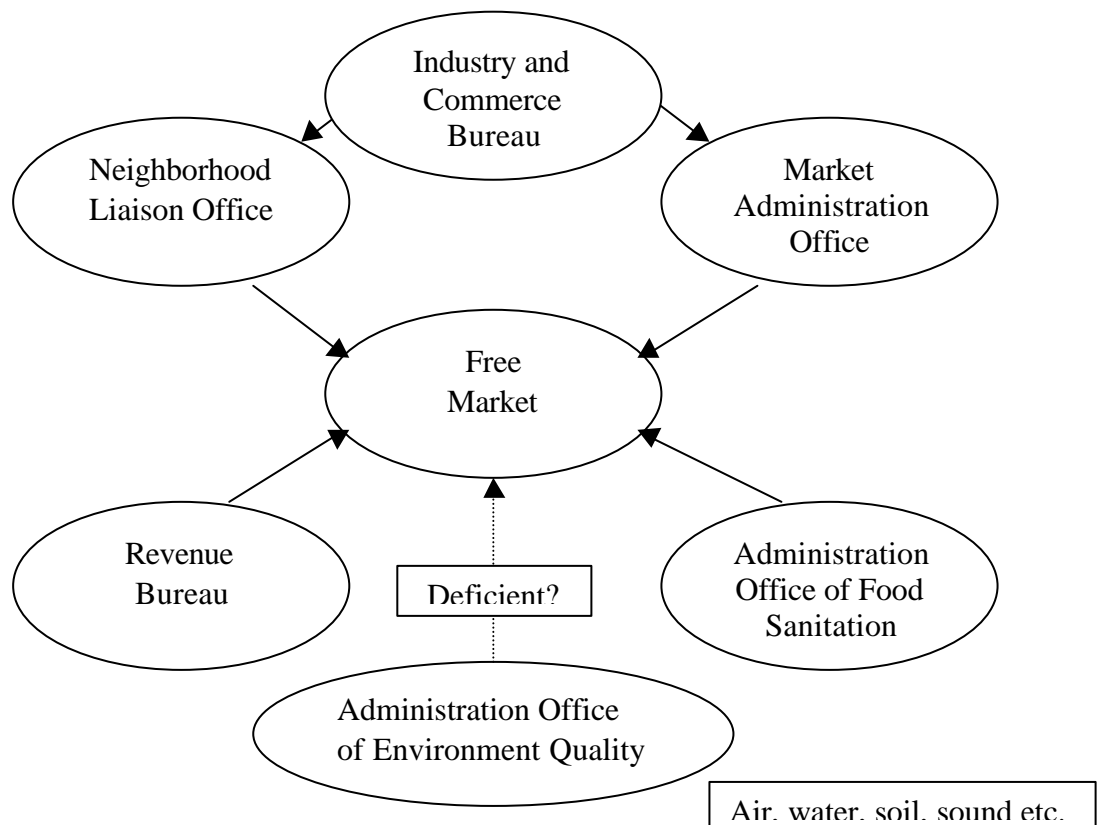 Industry and
Commerce
Bureau
Neighborhood
Liaison Office
Market
Administration
Office
Free
Market
Revenue
Bureau
Deficient?
Administration
Office of Food
Sanitation
Administration Office
of Environment Quality
Air, water, soil, sound etc.